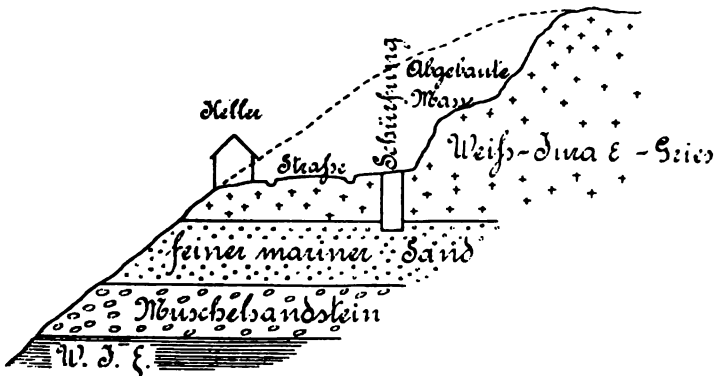 Keller
Schürfung
Abgebaute
Masse
Straße
Weiß-Jura ε - Gries
feiner mariner Sand
Muschelsandstein
W. J. ξ.